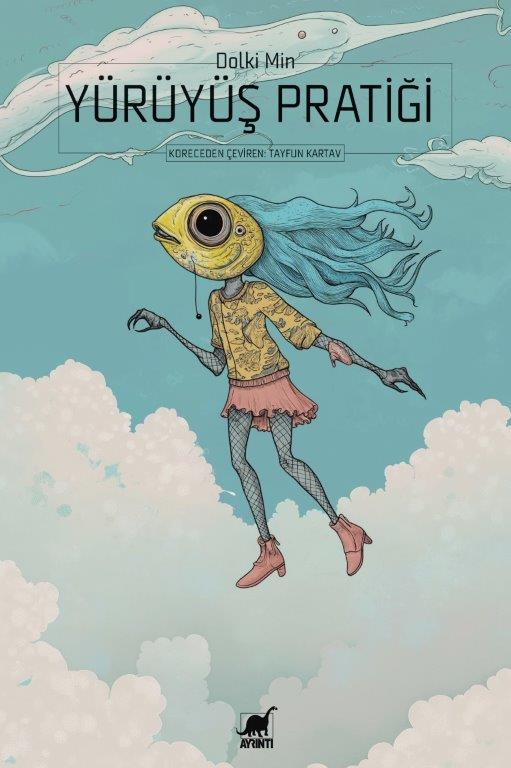 Dolki Min
YÜRÜYÜŞ PRATİĞİ
KORECEDEN ÇEVİREN: TAYFUN KARTAV
AYRINTI